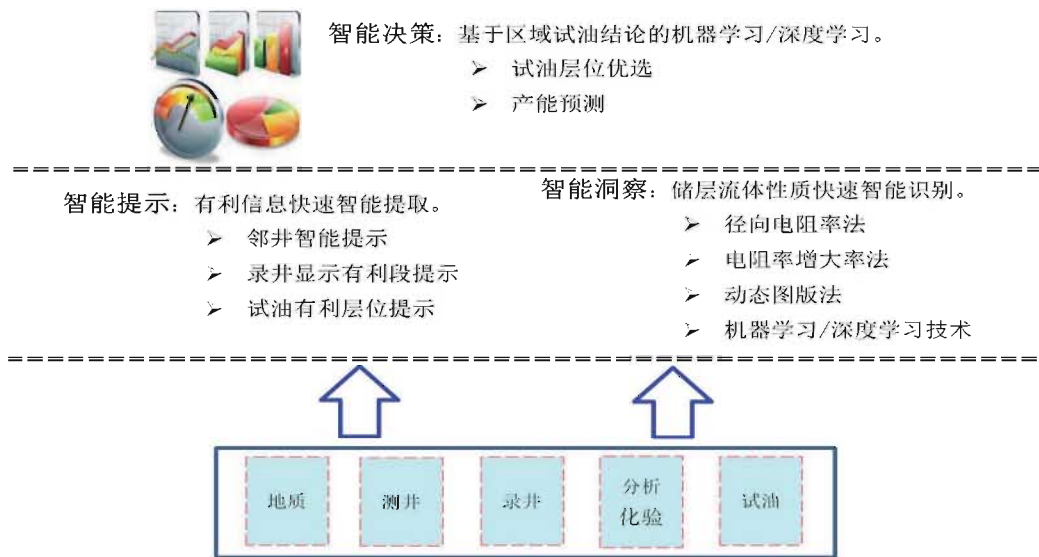 智能决策：基于区域试油结论的机器学习/深度学习。
➢ 试油层位优选
➢ 产能预测
智能提示：有利信息快速智能提取。
➢ 邻井智能提示
➢ 录井显示有利段提示
➢ 试油有利层位提示
智能洞察：储层流体性质快速智能识别。
➢ 径向电阻率法
➢ 电阻率增大率法
➢ 动态图版法
➢ 机器学习/深度学习技术
地质
测井
录井
分析
化验
试油